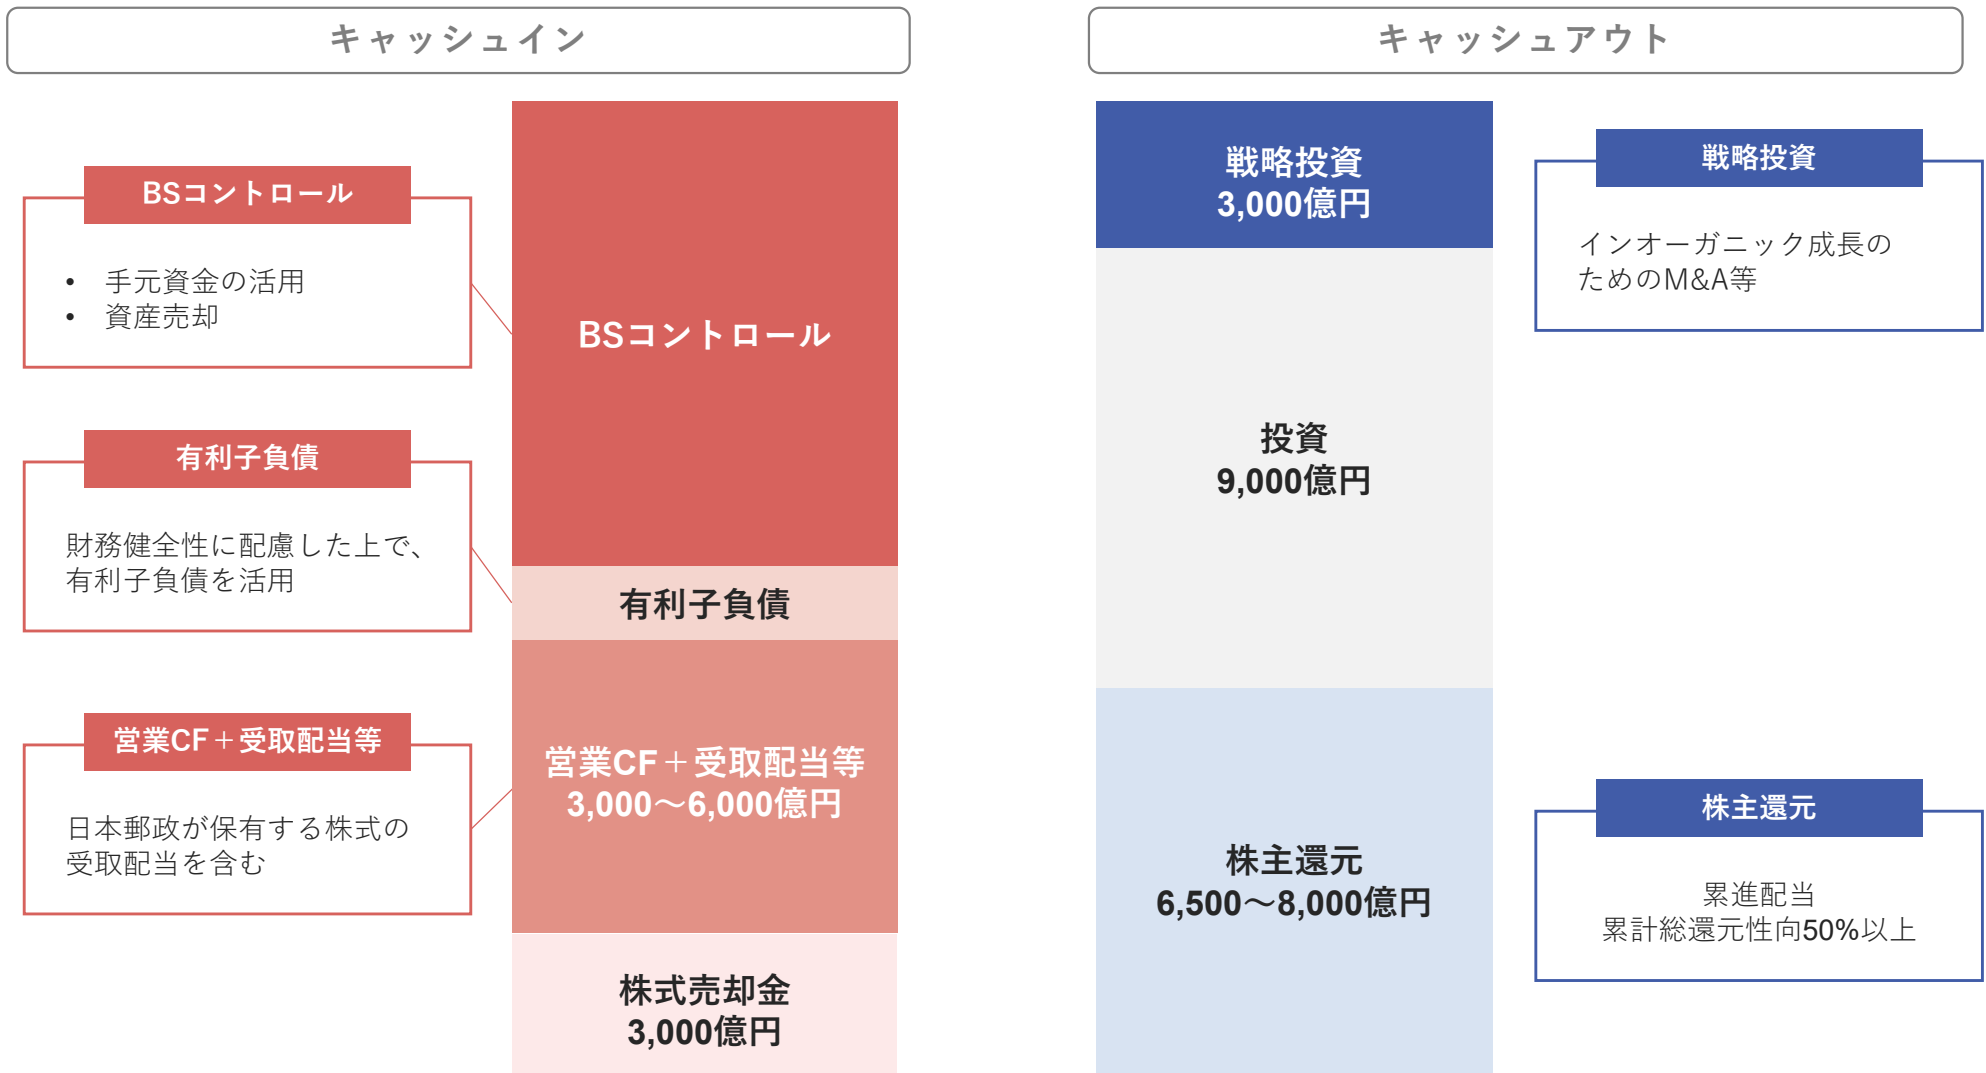 キャッシュイン
BSコントロール
• 手元資金の活用
• 資産売却
有利子負債
財務健全性に配慮した上で、
有利子負債を活用
営業CF＋受取配当等
日本郵政が保有する株式の
受取配当を含む
BSコントロール
有利子負債
営業CF＋受取配当等
3,000～6,000億円
株式売却金
3,000億円
キャッシュアウト
戦略投資
3,000億円
投資
9,000億円
株主還元
6,500～8,000億円
戦略投資
インオーガニック成長の
ためのM&A等
株主還元
累進配当
累計総還元性向50%以上